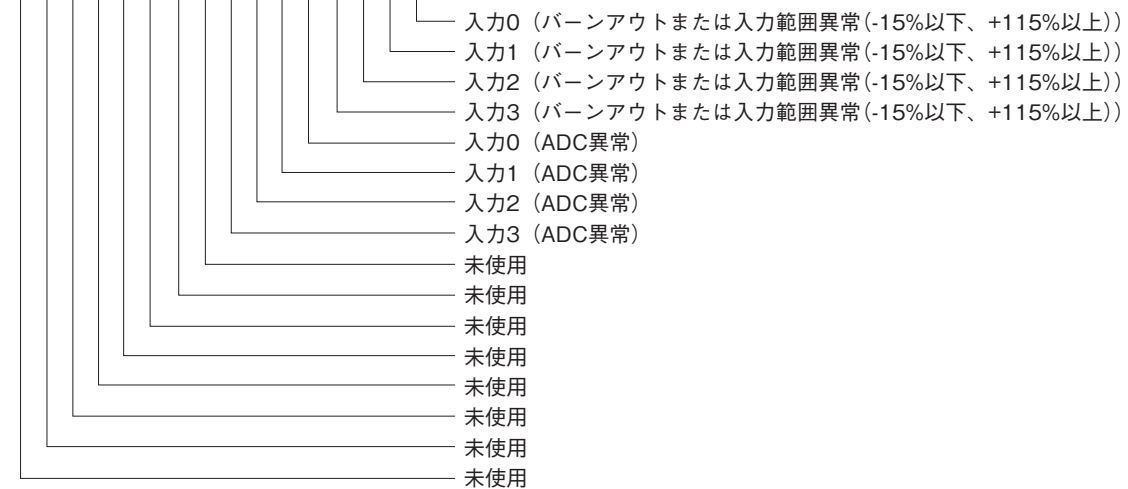 入力0（バーンアウトまたは入力範囲異常（-15%以下、+115%以上））
入力1（バーンアウトまたは入力範囲異常（-15%以下、+115%以上））
入力2（バーンアウトまたは入力範囲異常（-15%以下、+115%以上））
入力3（バーンアウトまたは入力範囲異常（-15%以下、+115%以上））
入力0（ADC異常）
入力1（ADC異常）
入力2（ADC異常）
入力3（ADC異常）
未使用
未使用
未使用
未使用
未使用
未使用
未使用
未使用